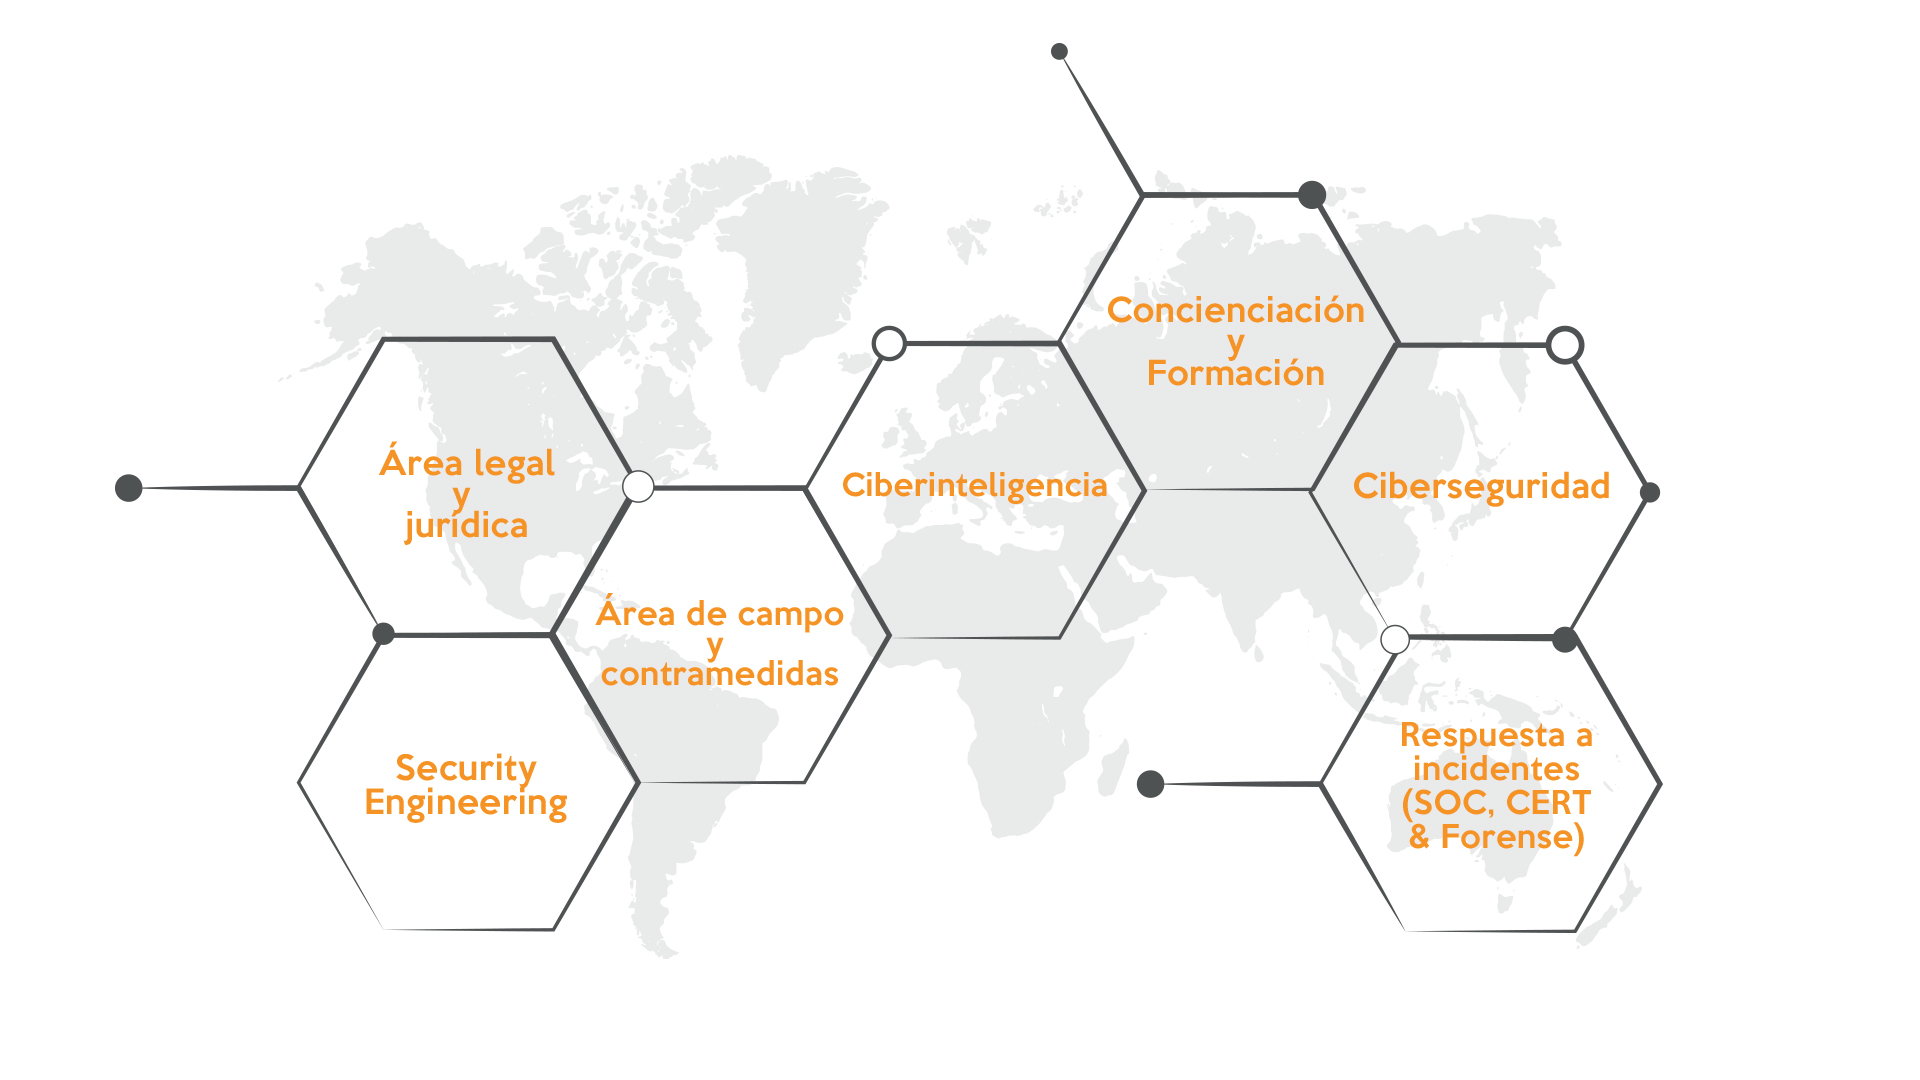 Concienciación
y
Formación
Área legal
y
jurídica
Ciberinteligencia
Ciberseguridad
Área de campo
y
contramedidas
Security
Engineering
Respuesta a
incidentes
(SOC, CERT
& Forense)